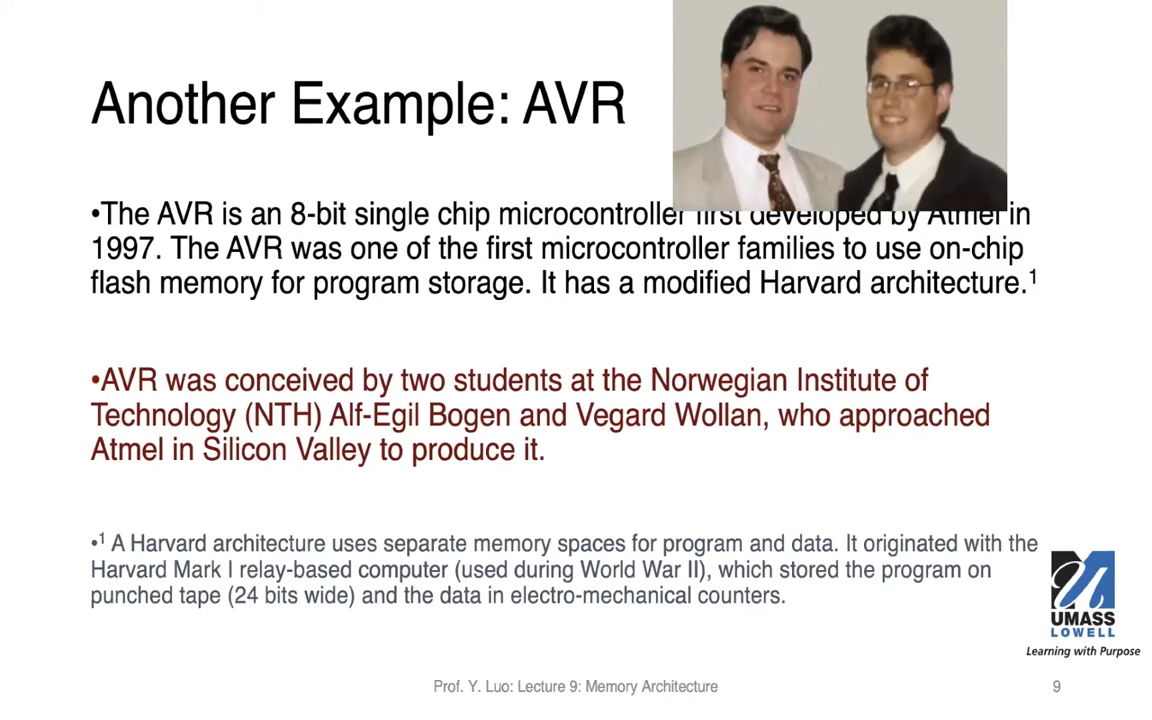 Another Example: AVR
•The AVR is an 8-bit single chip microcontroller first developed by Atmel in
1997. The AVR was one of the first microcontroller families to use on-chip
flash memory for program storage. It has a modified Harvard architecture.¹
•AVR was conceived by two students at the Norwegian Institute of
Technology (NTH) Alf-Egil Bogen and Vegard Wollan, who approached
Atmel in Silicon Valley to produce it.
•¹ A Harvard architecture uses separate memory spaces for program and data. It originated with the
Harvard Mark I relay-based computer (used during World War II), which stored the program on
punched tape (24 bits wide) and the data in electro-mechanical counters.
UMASS
LOWELL
Learning with Purpose
Prof. Y. Luo: Lecture 9: Memory Architecture
9